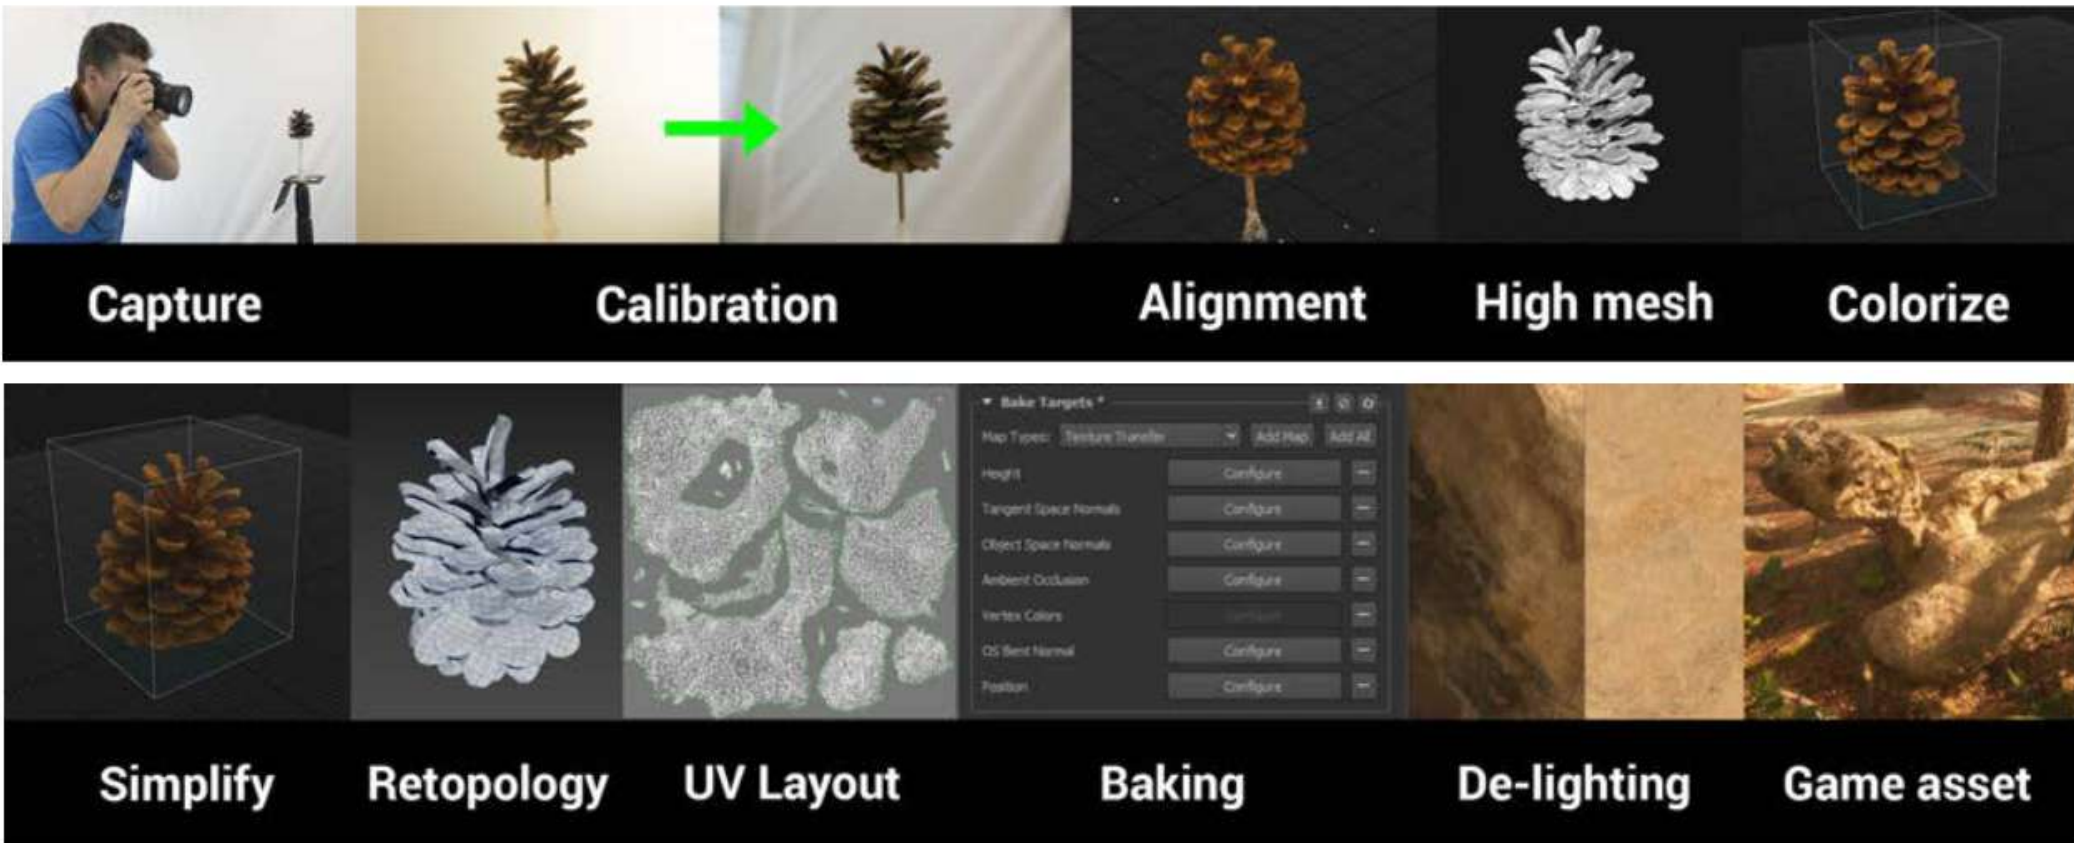 Capture
Calibration
Alignment
High mesh
Colorize
Bake Targets *
Map Types: Texture Transfer Add Map Add All
Height Configure
Tangent Space Normals Configure
Object Space Normals Configure
Ambient Occlusion Configure
Vertex Colors
OS Bent Normal Configure
Position Configure
Simplify
Retopology
UV Layout
Baking
De-lighting
Game asset